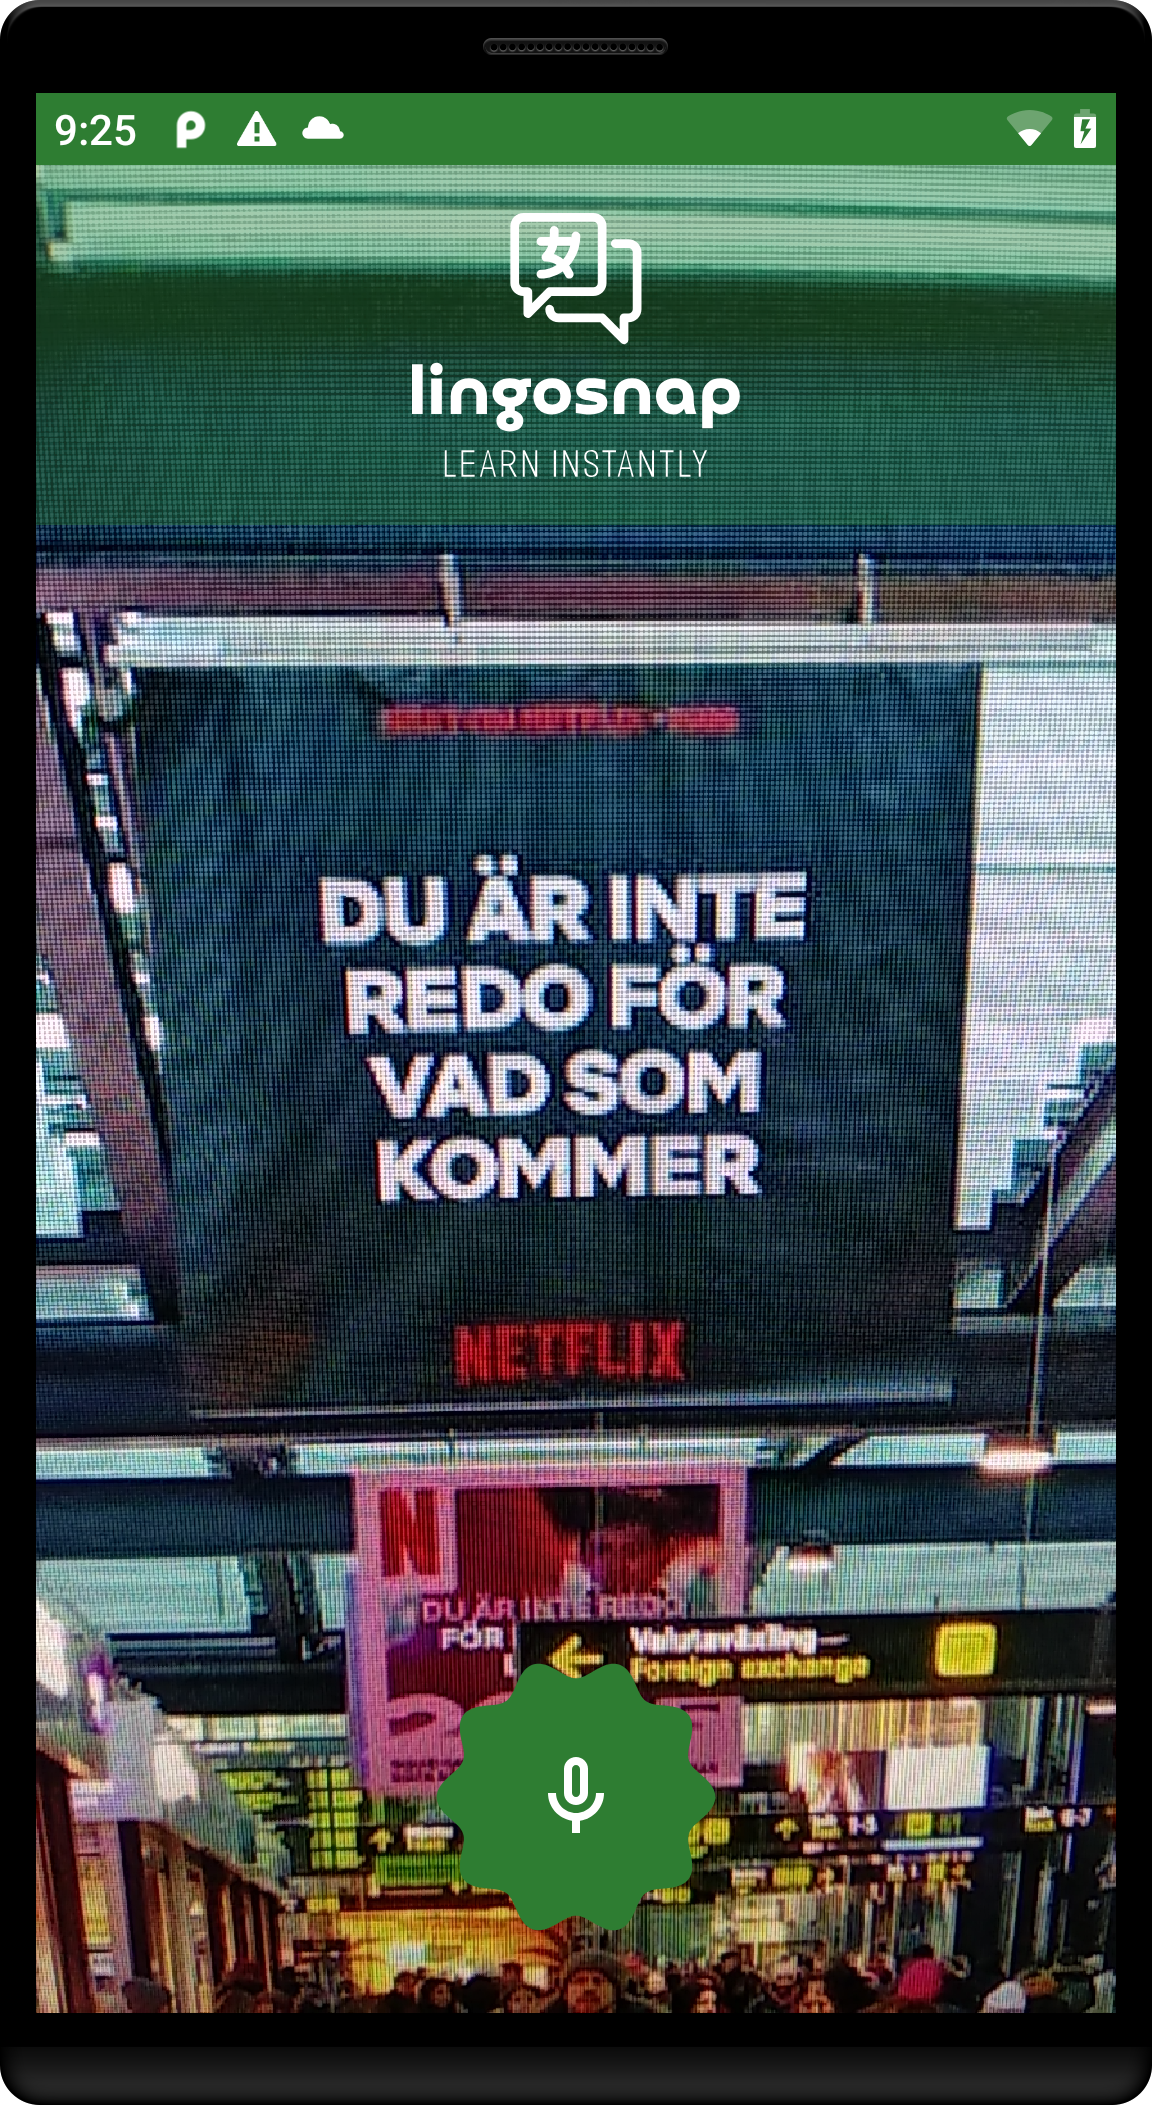 9:25
lingosnap
LEARN INSTANTLY
DU ÄR INTE
REDO FÖR
VAD SOM
KOMMER
NETFLIX
N
DU ÄR INTE REDO
FÖR
Valutaväxling
Foreign exchange